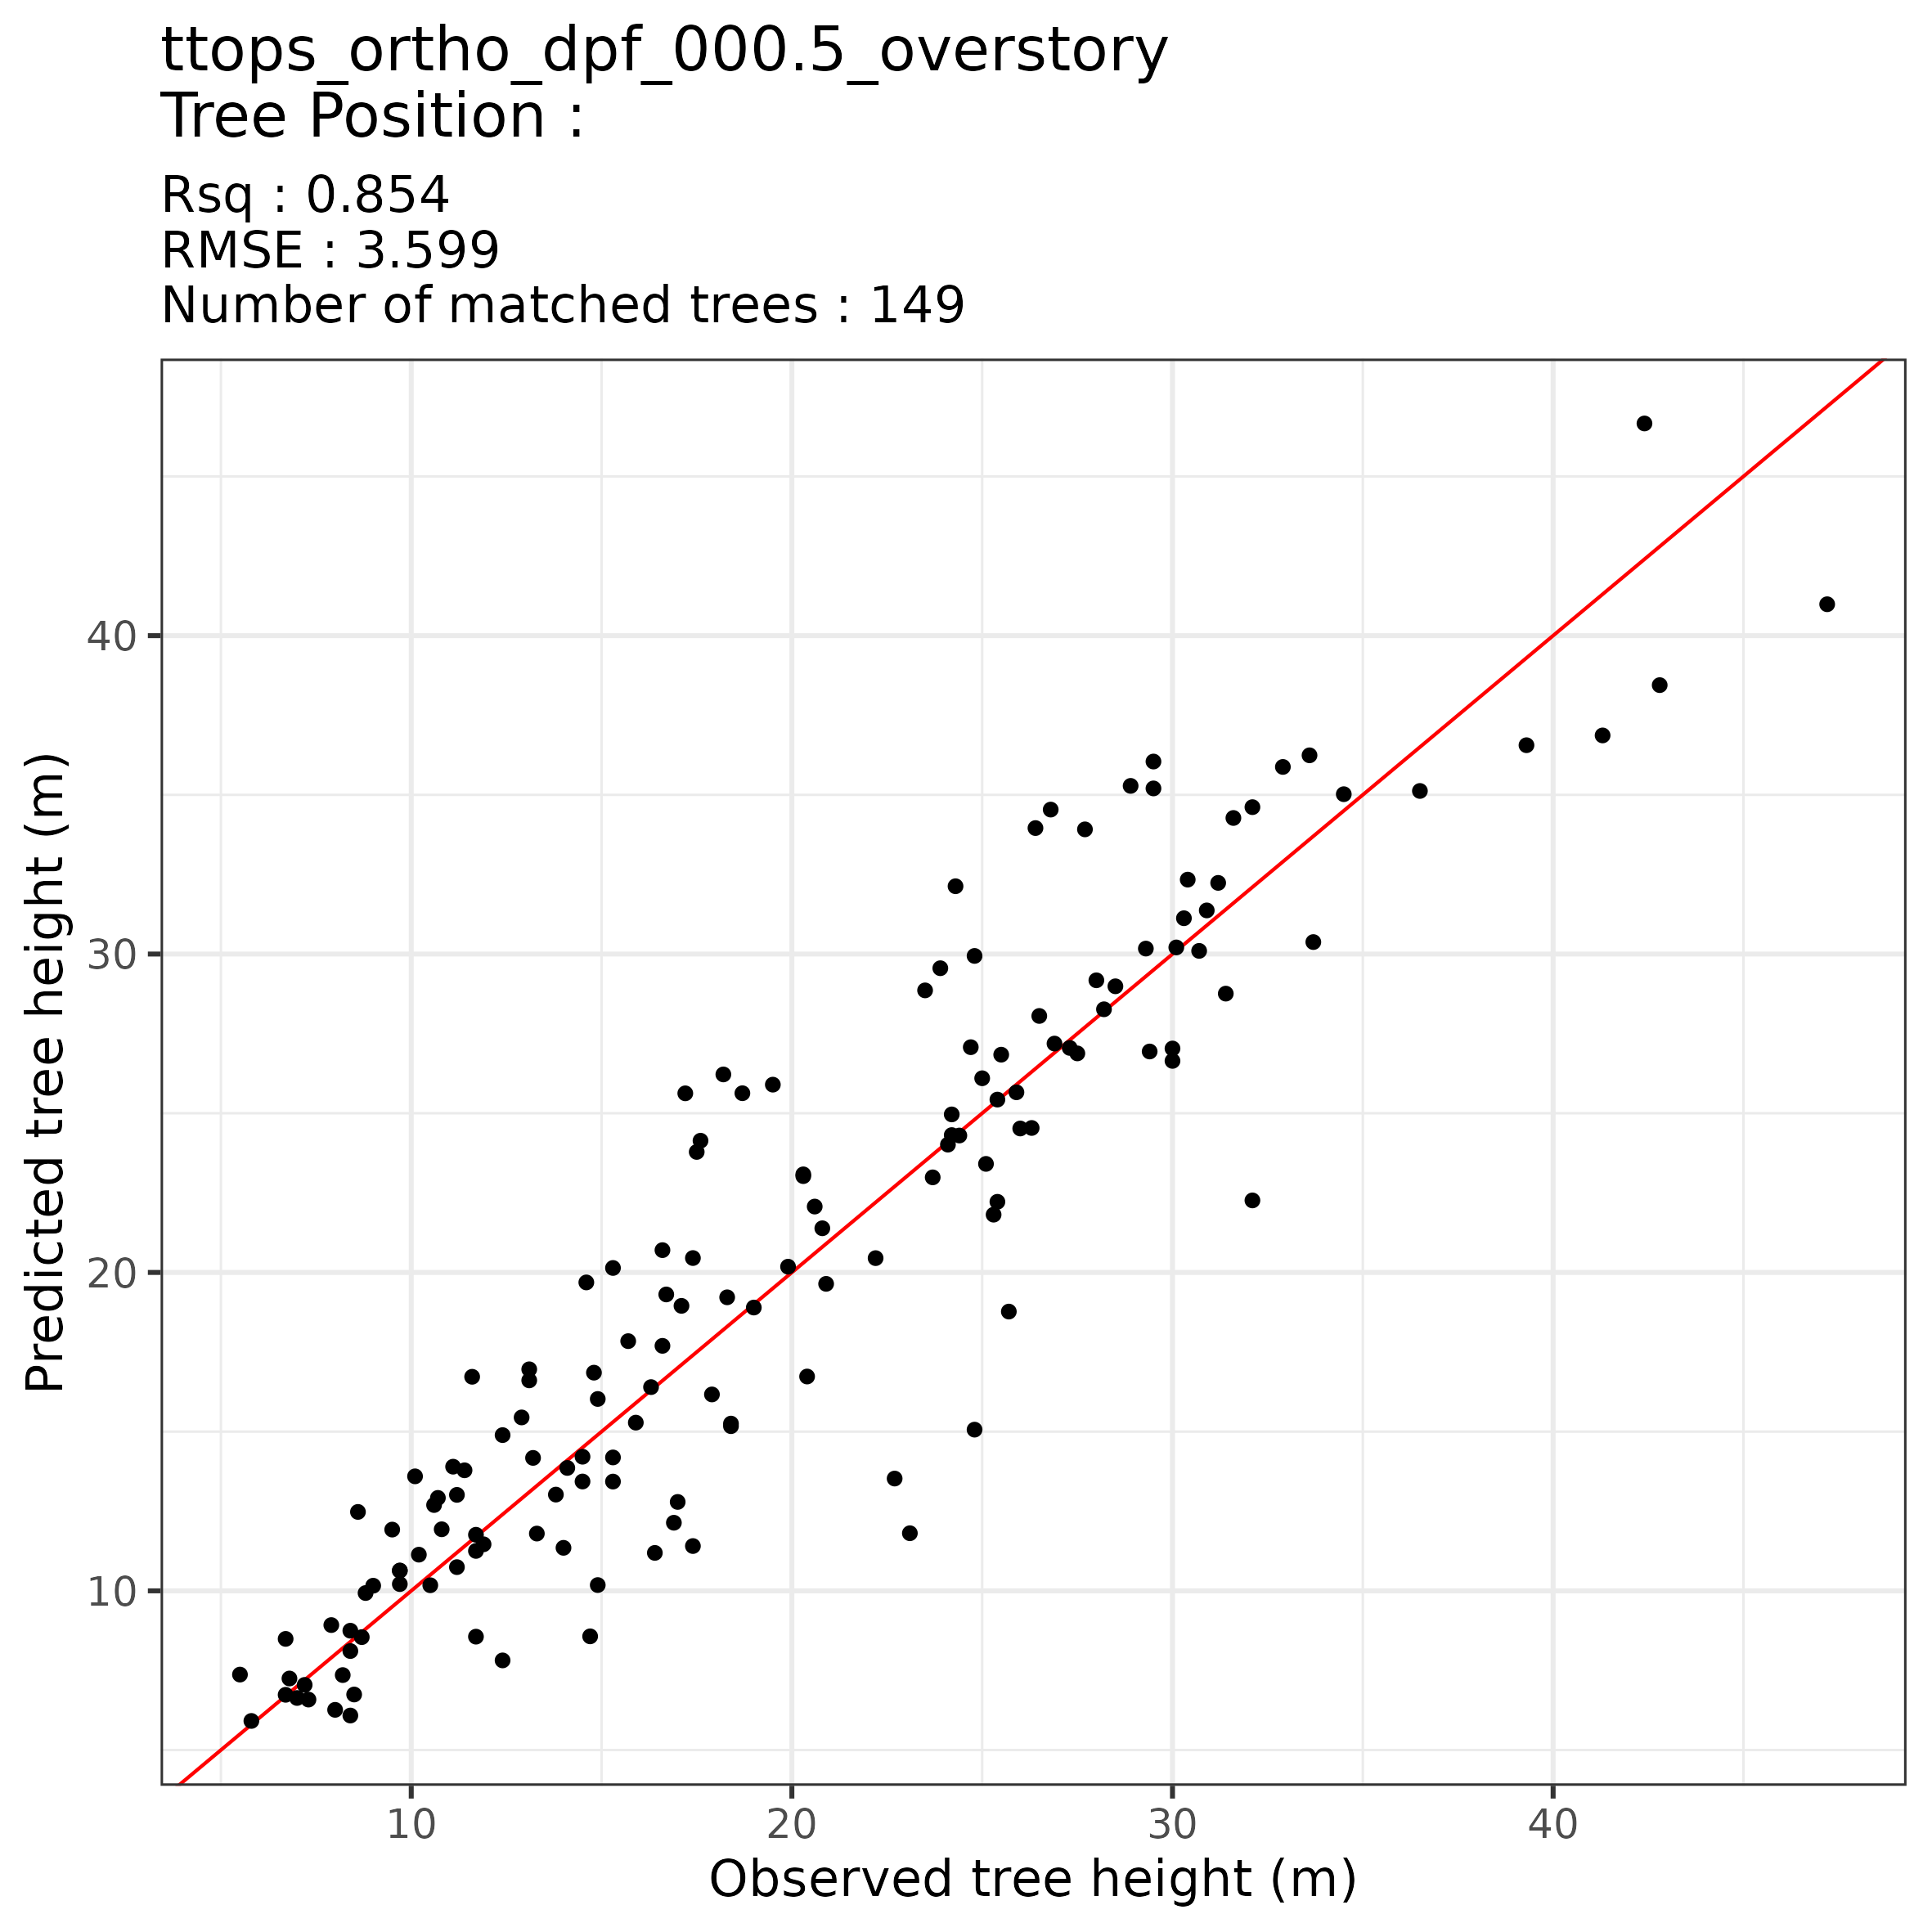 ttops_ortho_dpf_000.5_overstory
Tree Position :
Rsq : 0.854
RMSE : 3.599
Number of matched trees : 149
Predicted tree height (m)
40
30
20
10
10
20
30
40
Observed tree height (m)